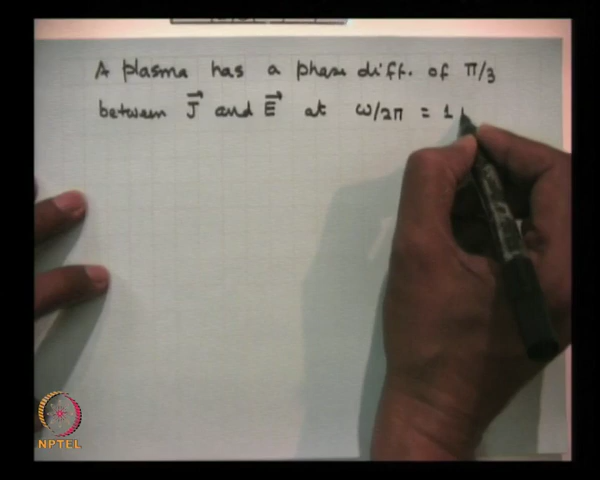 A plasma has a phase diff. of π/3
between J⃗ and E⃗ at ω/2π = 1
NPTEL